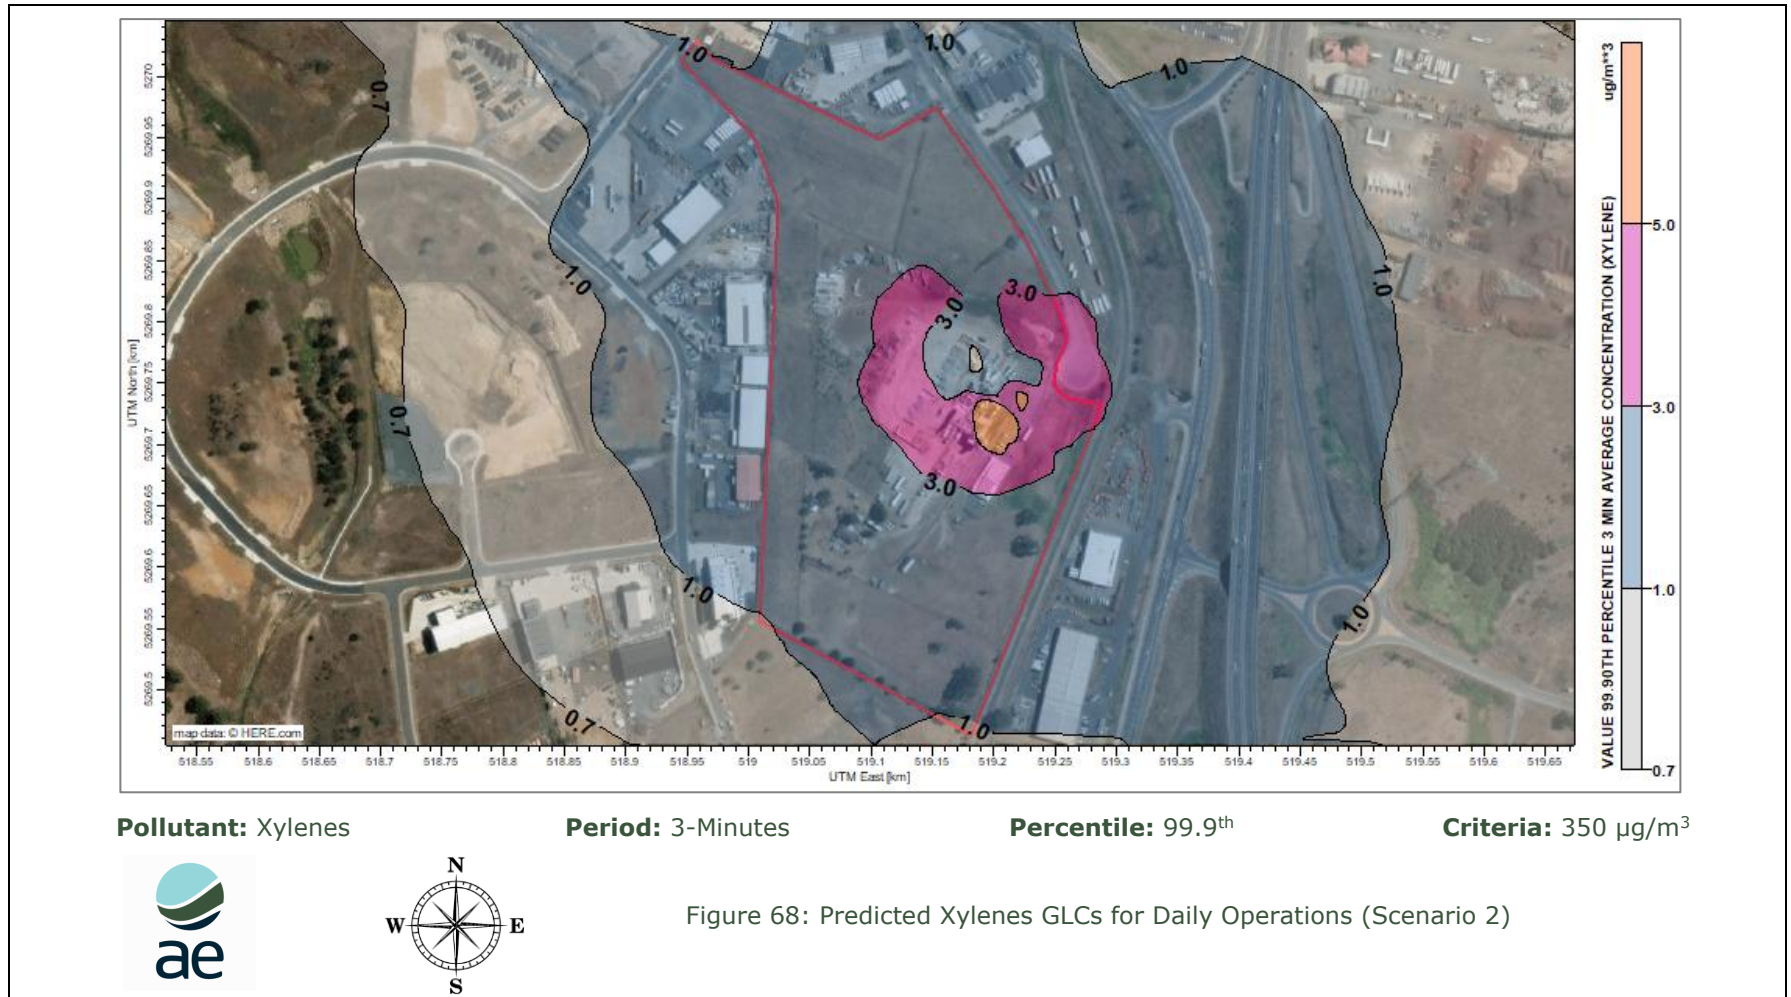 1.0
1.0
1.0
0.7
1.0
1.0
3.0
3.0
3.0
0.7
1.0
1.0
0.7
1.0
map data: © HERE.com
UTM North [km]
5270
5269.95
5269.9
5269.85
5269.8
5269.75
5269.7
5269.65
5269.6
5269.55
5269.5
518.55 518.6 518.65 518.7 518.75 518.8 518.85 518.9 518.95 519 519.05 519.1 519.15 519.2 519.25 519.3 519.35 519.4 519.45 519.5 519.55 519.6 519.65
UTM East [km]
VALUE 99.90TH PERCENTILE 3 MIN AVERAGE CONCENTRATION (XYLENE) ug/m**3
5.0
3.0
1.0
0.7
Pollutant: Xylenes Period: 3-Minutes Percentile: 99.9th Criteria: 350 µg/m3
ae
N
W E
S
Figure 68: Predicted Xylenes GLCs for Daily Operations (Scenario 2)